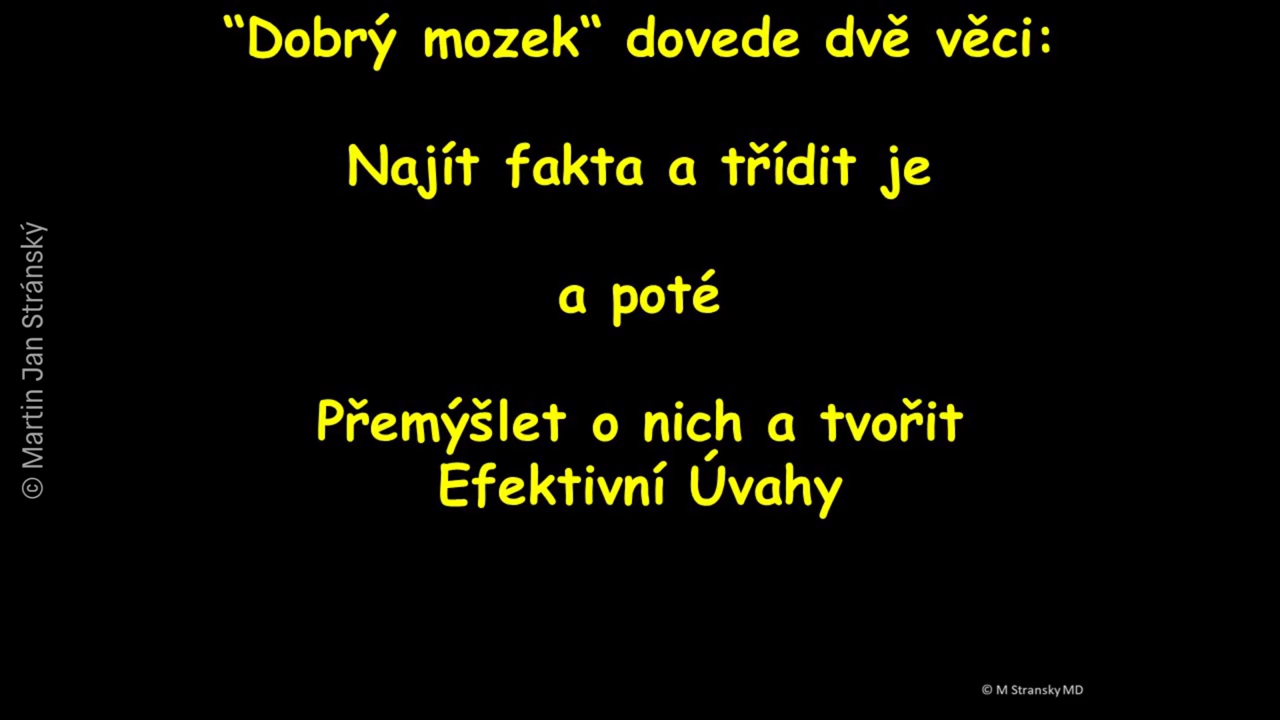 “Dobrý mozek“ dovede dvě věci:
Najít fakta a třídit je
a poté
Přemýšlet o nich a tvořit
Efektivní Úvahy
© Martin Jan Stránský
© M Stransky MD